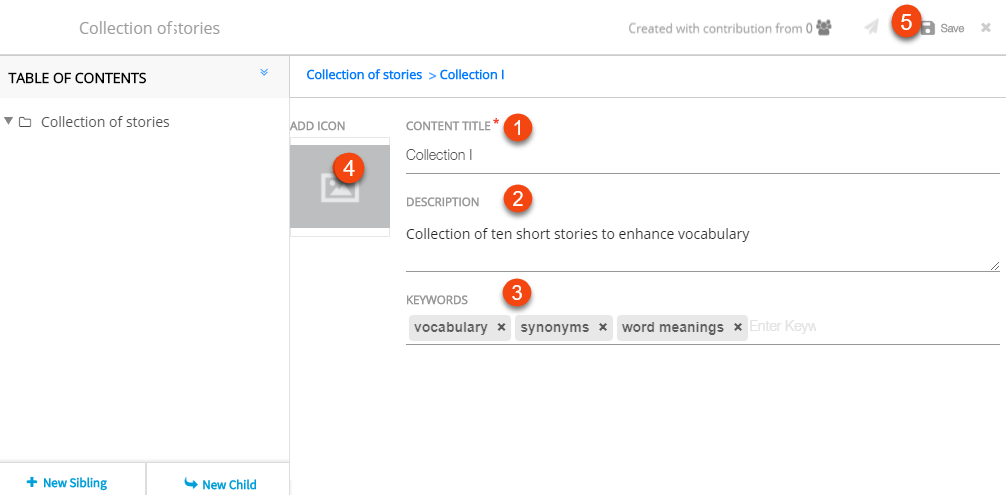 Collection of stories
Created with contribution from 0
5
Save
TABLE OF CONTENTS
Collection of stories > Collection I
Collection of stories
ADD ICON
4
CONTENT TITLE * 1
Collection I
DESCRIPTION 2
Collection of ten short stories to enhance vocabulary
KEYWORDS 3
vocabulary × synonyms × word meanings × Enter Keyw
+ New Sibling
New Child